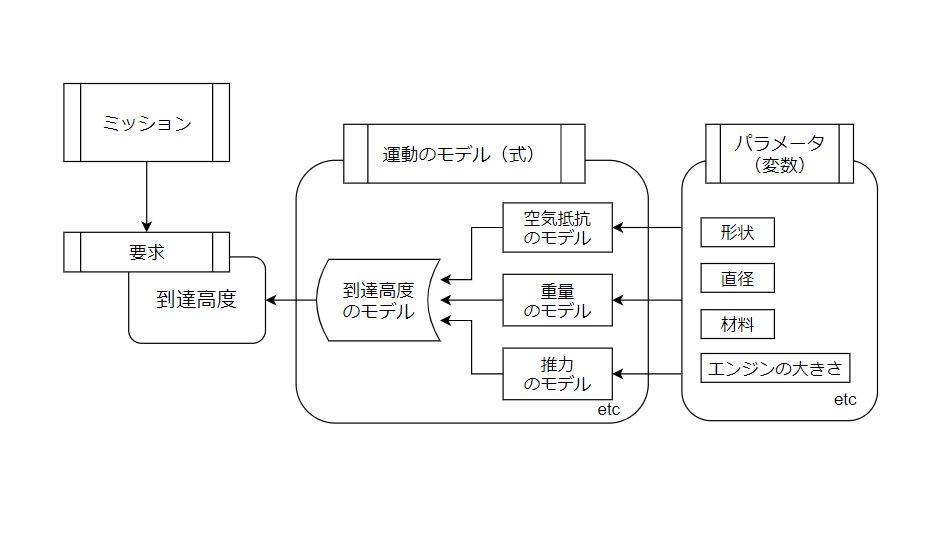 ミッション
要求
到達高度
運動のモデル（式）
到達高度
のモデル
空気抵抗
のモデル
重量
のモデル
推力
のモデル
etc
パラメータ
（変数）
形状
直径
材料
エンジンの大きさ
etc